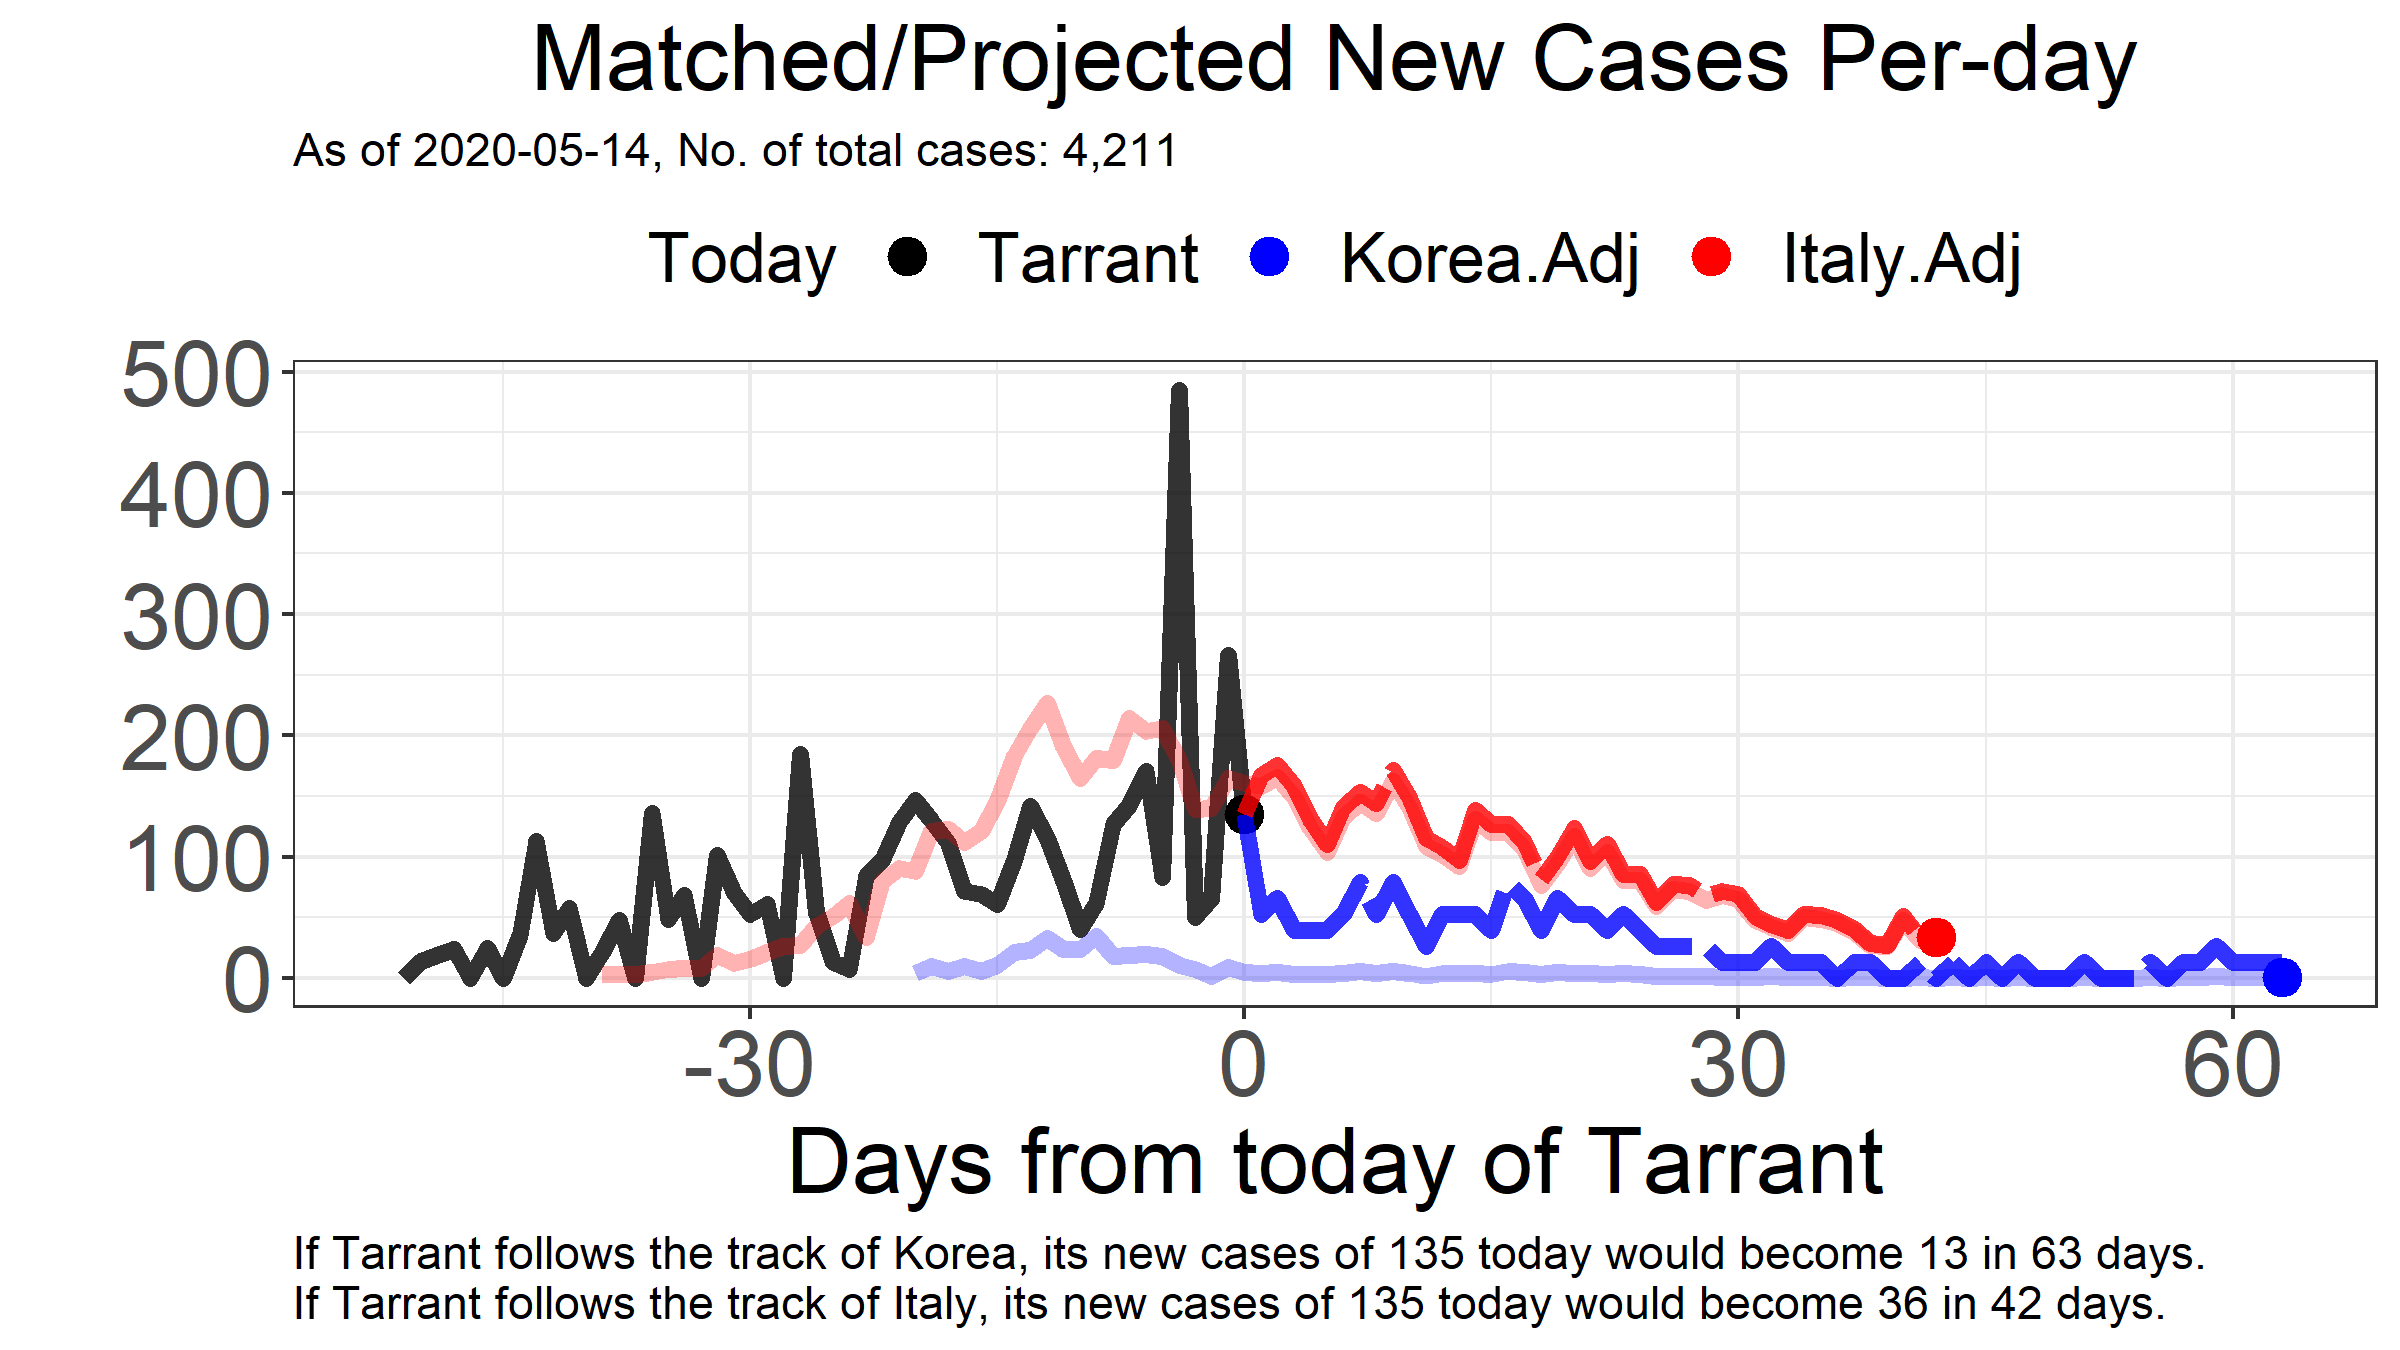 Matched/Projected New Cases Per-day
As of 2020-05-14, No. of total cases: 4,211
Today Tarrant Korea.Adj Italy.Adj
500
400
300
200
100
0
-30 0 30 60
Days from today of Tarrant
If Tarrant follows the track of Korea, its new cases of 135 today would become 13 in 63 days.
If Tarrant follows the track of Italy, its new cases of 135 today would become 36 in 42 days.